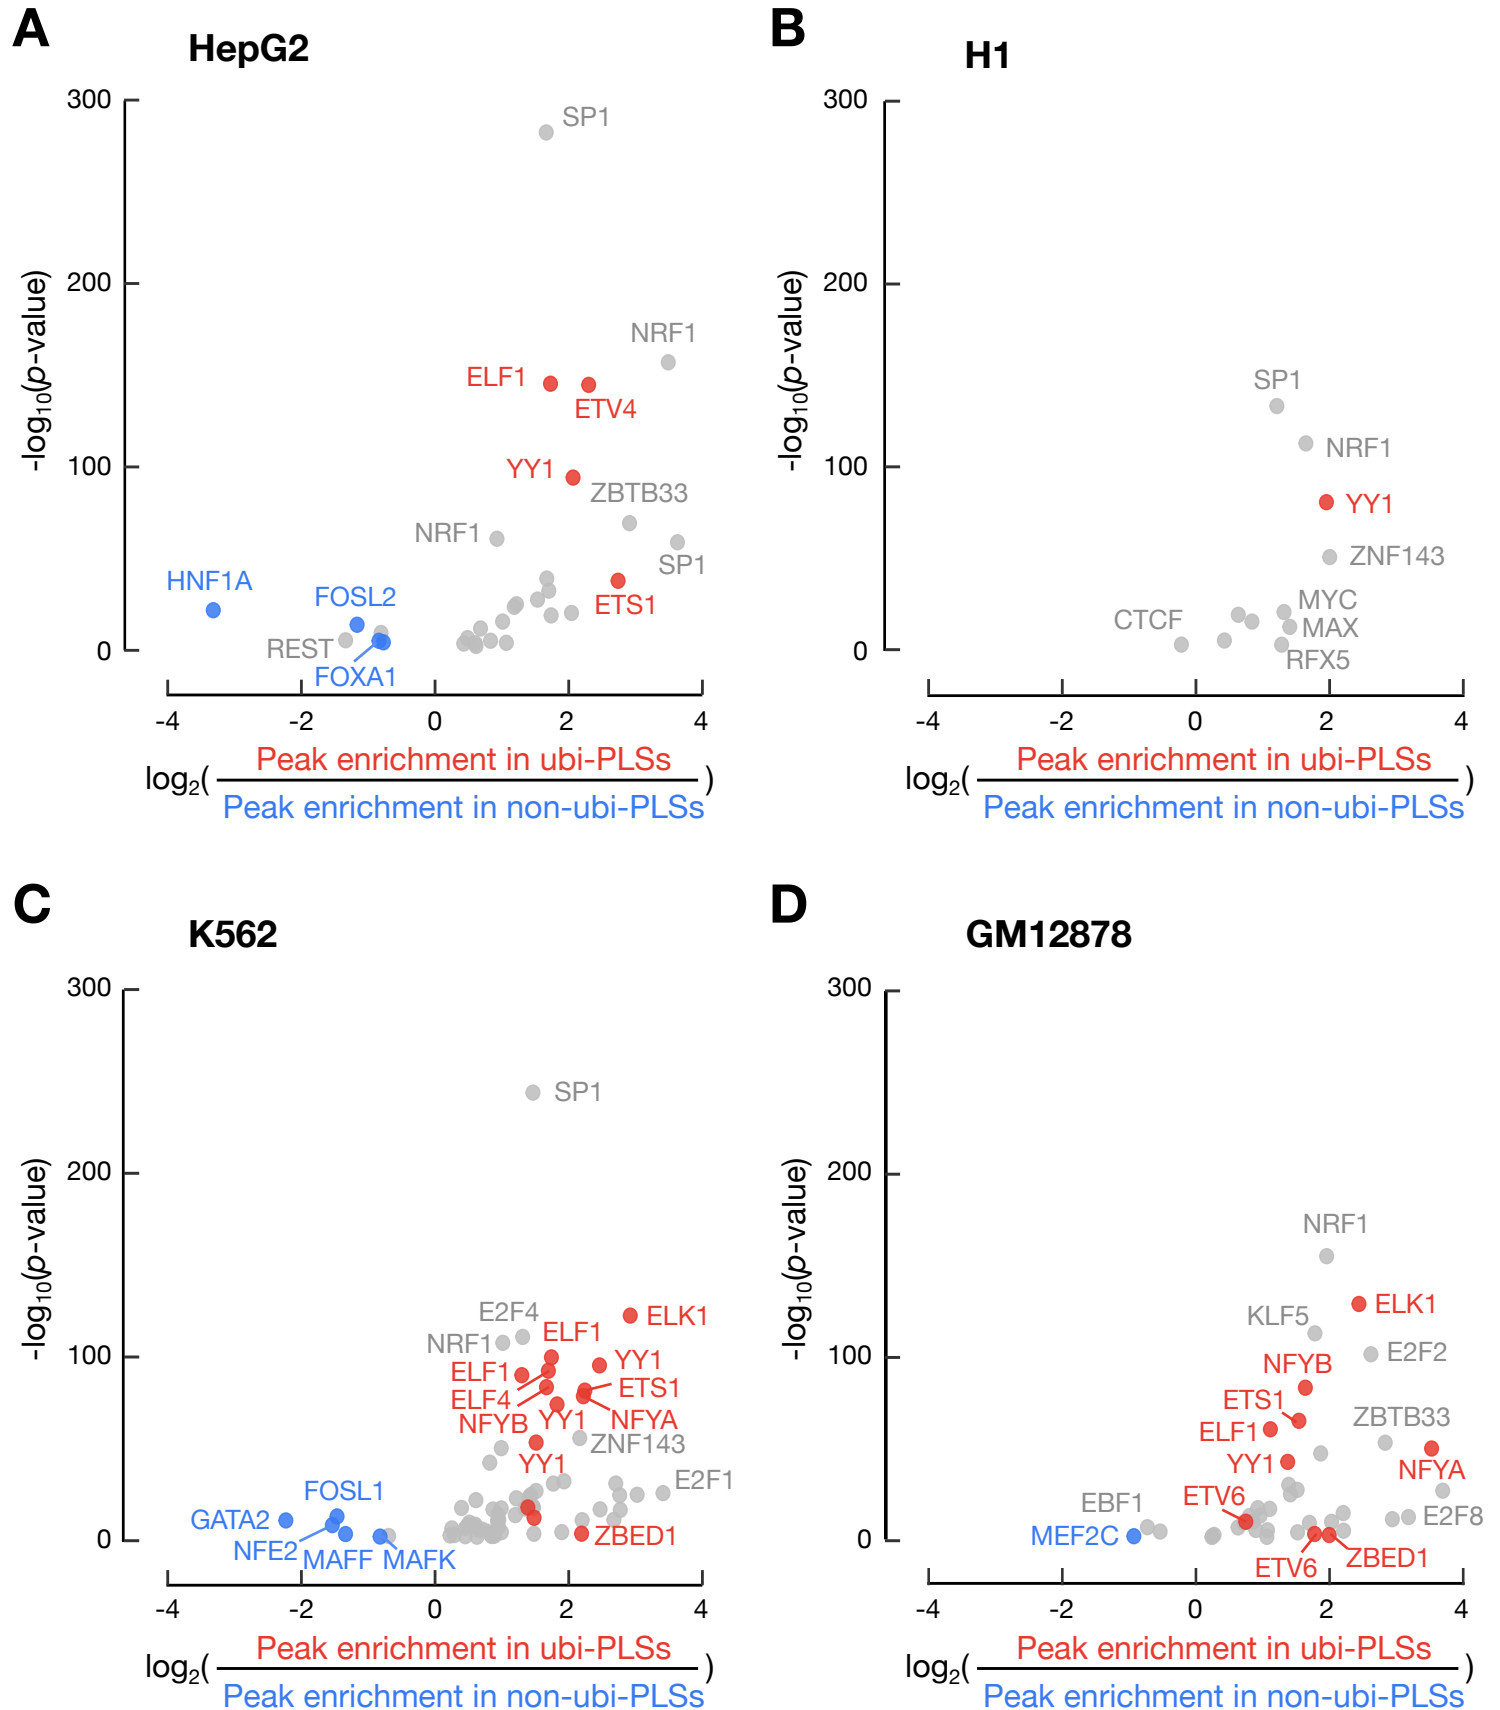 A
HepG2
300
200
100
0
-log10(p-value)
SP1
NRF1
ELF1
ETV4
YY1
ZBTB33
NRF1
SP1
HNF1A
FOSL2
ETS1
REST
FOXA1
-4
-2
0
2
4
log2(
Peak enrichment in ubi-PLSs
Peak enrichment in non-ubi-PLSs
)
B
H1
300
200
100
0
-log10(p-value)
SP1
NRF1
YY1
ZNF143
MYC
CTCF
MAX
RFX5
-4
-2
0
2
4
log2(
Peak enrichment in ubi-PLSs
Peak enrichment in non-ubi-PLSs
)
C
K562
300
200
100
0
-log10(p-value)
SP1
E2F4
ELK1
ELF1
NRF1
YY1
ELF1
ETS1
ELF4
NFYB
YY1
NFYA
ZNF143
YY1
E2F1
FOSL1
GATA2
ZBED1
NFE2
MAFF
MAFK
-4
-2
0
2
4
log2(
Peak enrichment in ubi-PLSs
Peak enrichment in non-ubi-PLSs
)
D
GM12878
300
200
100
0
-log10(p-value)
NRF1
ELK1
KLF5
E2F2
NFYB
ETS1
ZBTB33
ELF1
YY1
NFYA
ETV6
EBF1
E2F8
MEF2C
ZBED1
ETV6
-4
-2
0
2
4
log2(
Peak enrichment in ubi-PLSs
Peak enrichment in non-ubi-PLSs
)